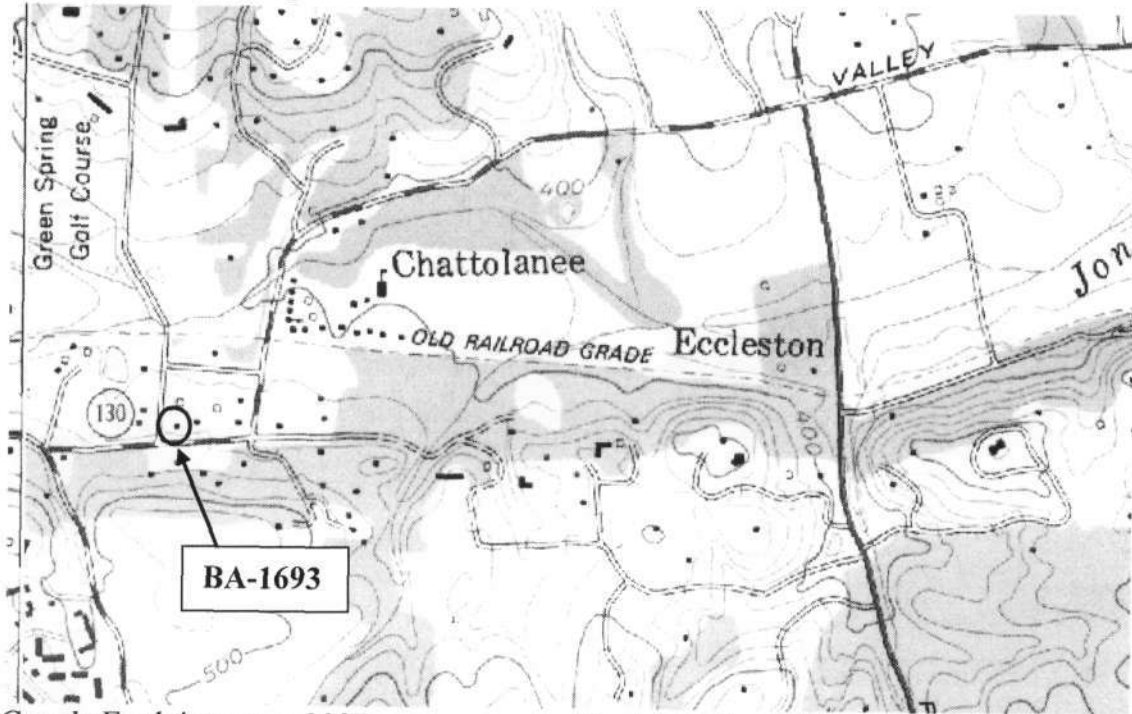 VALLEY
Green Spring
Golf Course
400
Chattolanee
Jon
OLD RAILROAD GRADE
Eccleston
130
400
BA-1693
500